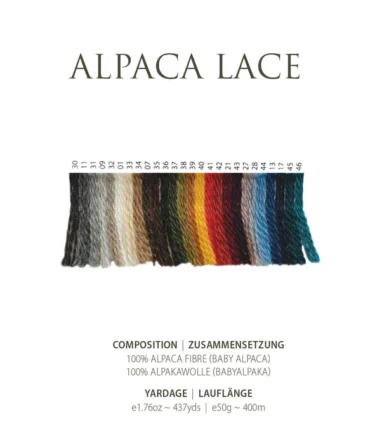 ALPACA LACE
30 11 31 09 32 01 33 34 07 35 36 37 38 39 40 41 21 43 27 28 44 13 17 45 46
COMPOSITION | ZUSAMMENSETZUNG
100% ALPACA FIBRE (BABY ALPACA)
100% ALPAKAWOLLE (BABYALPAKA)
YARDAGE | LAUFLÄNGE
e1.76oz ~ 437yds | e50g ~ 400m